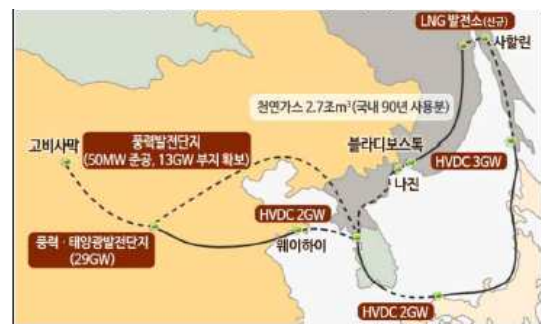 LNG 발전소(신규)
사할린
천연가스 2.7조m³(국내 90년 사용분)
고비사막
풍력발전단지
(50MW 준공, 13GW 부지 확보)
블라디보스톡
HVDC 3GW
나진
HVDC 2GW
풍력·태양광발전단지
(29GW)
웨이하이
HVDC 2GW